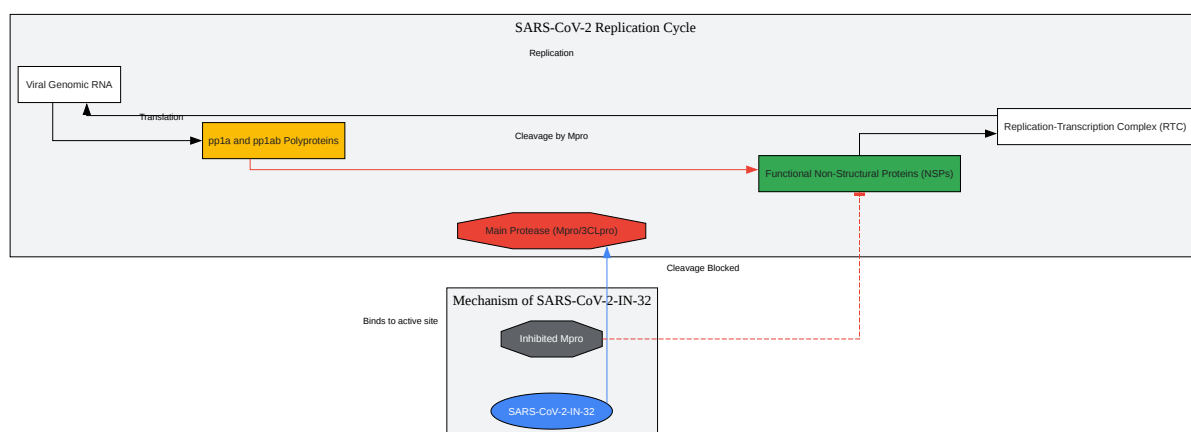 SARS-CoV-2 Replication Cycle
Replication
Viral Genomic RNA
Translation
Replication-Transcription Complex (RTC)
pp1a and pp1ab Polyproteins
Cleavage by Mpro
Functional Non-Structural Proteins (NSPs)
Main Protease (Mpro/3CLpro)
Cleavage Blocked
Mechanism of SARS-CoV-2-IN-32
Binds to active site
Inhibited Mpro
SARS-CoV-2-IN-32